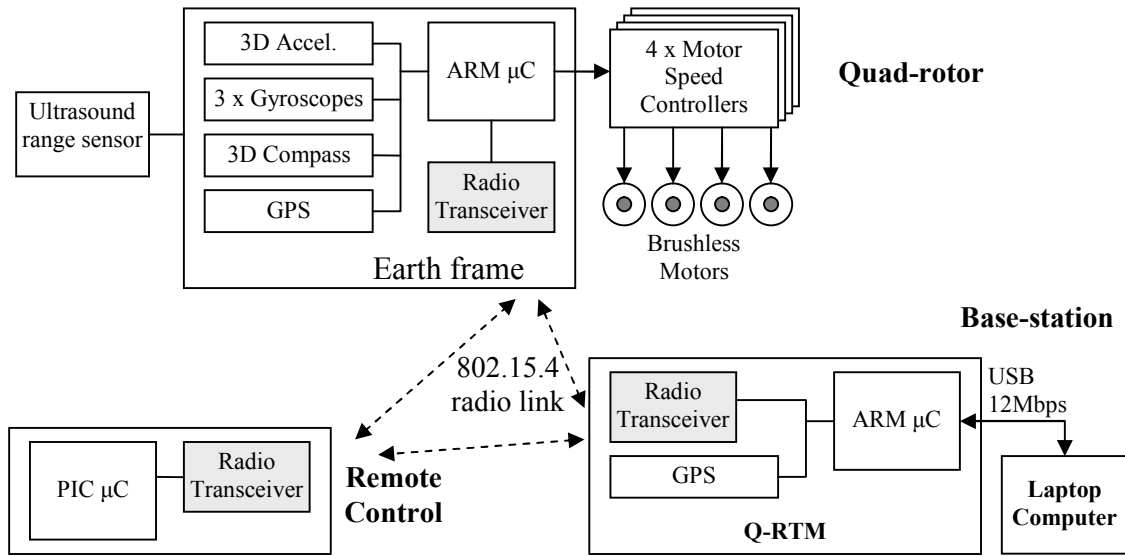 3D Accel.
3 x Gyroscopes
3D Compass
GPS
ARM μC
Radio
Transceiver
Earth frame
Ultrasound
range sensor
4 x Motor
Speed
Controllers
Quad-rotor
Brushless
Motors
Base-station
802.15.4
radio link
Radio
Transceiver
GPS
ARM μC
Q-RTM
USB
12Mbps
Laptop
Computer
PIC μC
Radio
Transceiver
Remote
Control